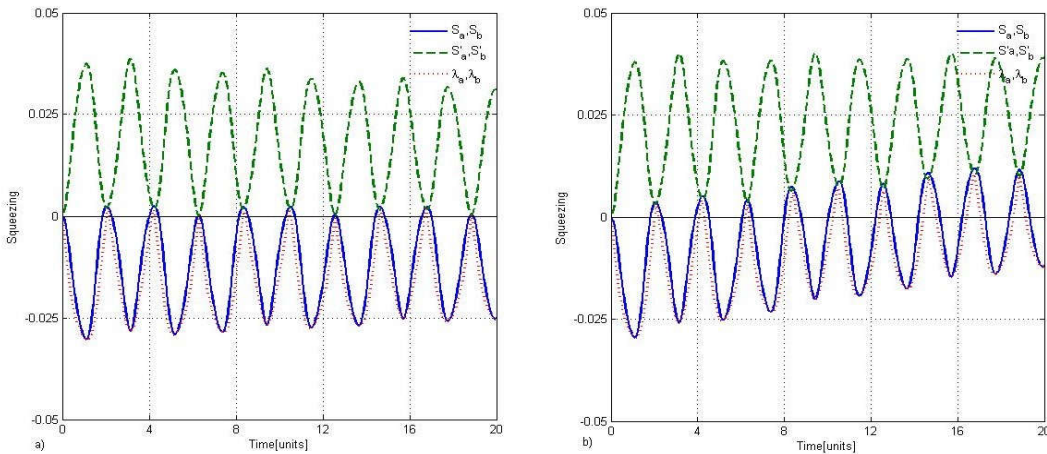 0.05
0.025
0
-0.025
-0.05
Squeezing
0 4 8 12 16 20
Time[units]
a)
S_a,S_b
S'_a,S'_b
λ_a,λ_b
0.05
0.025
0
-0.025
-0.05
Squeezing
0 4 8 12 16 20
Time[units]
b)
S_a,S_b
S'a,S'_b
λ_a,λ_b